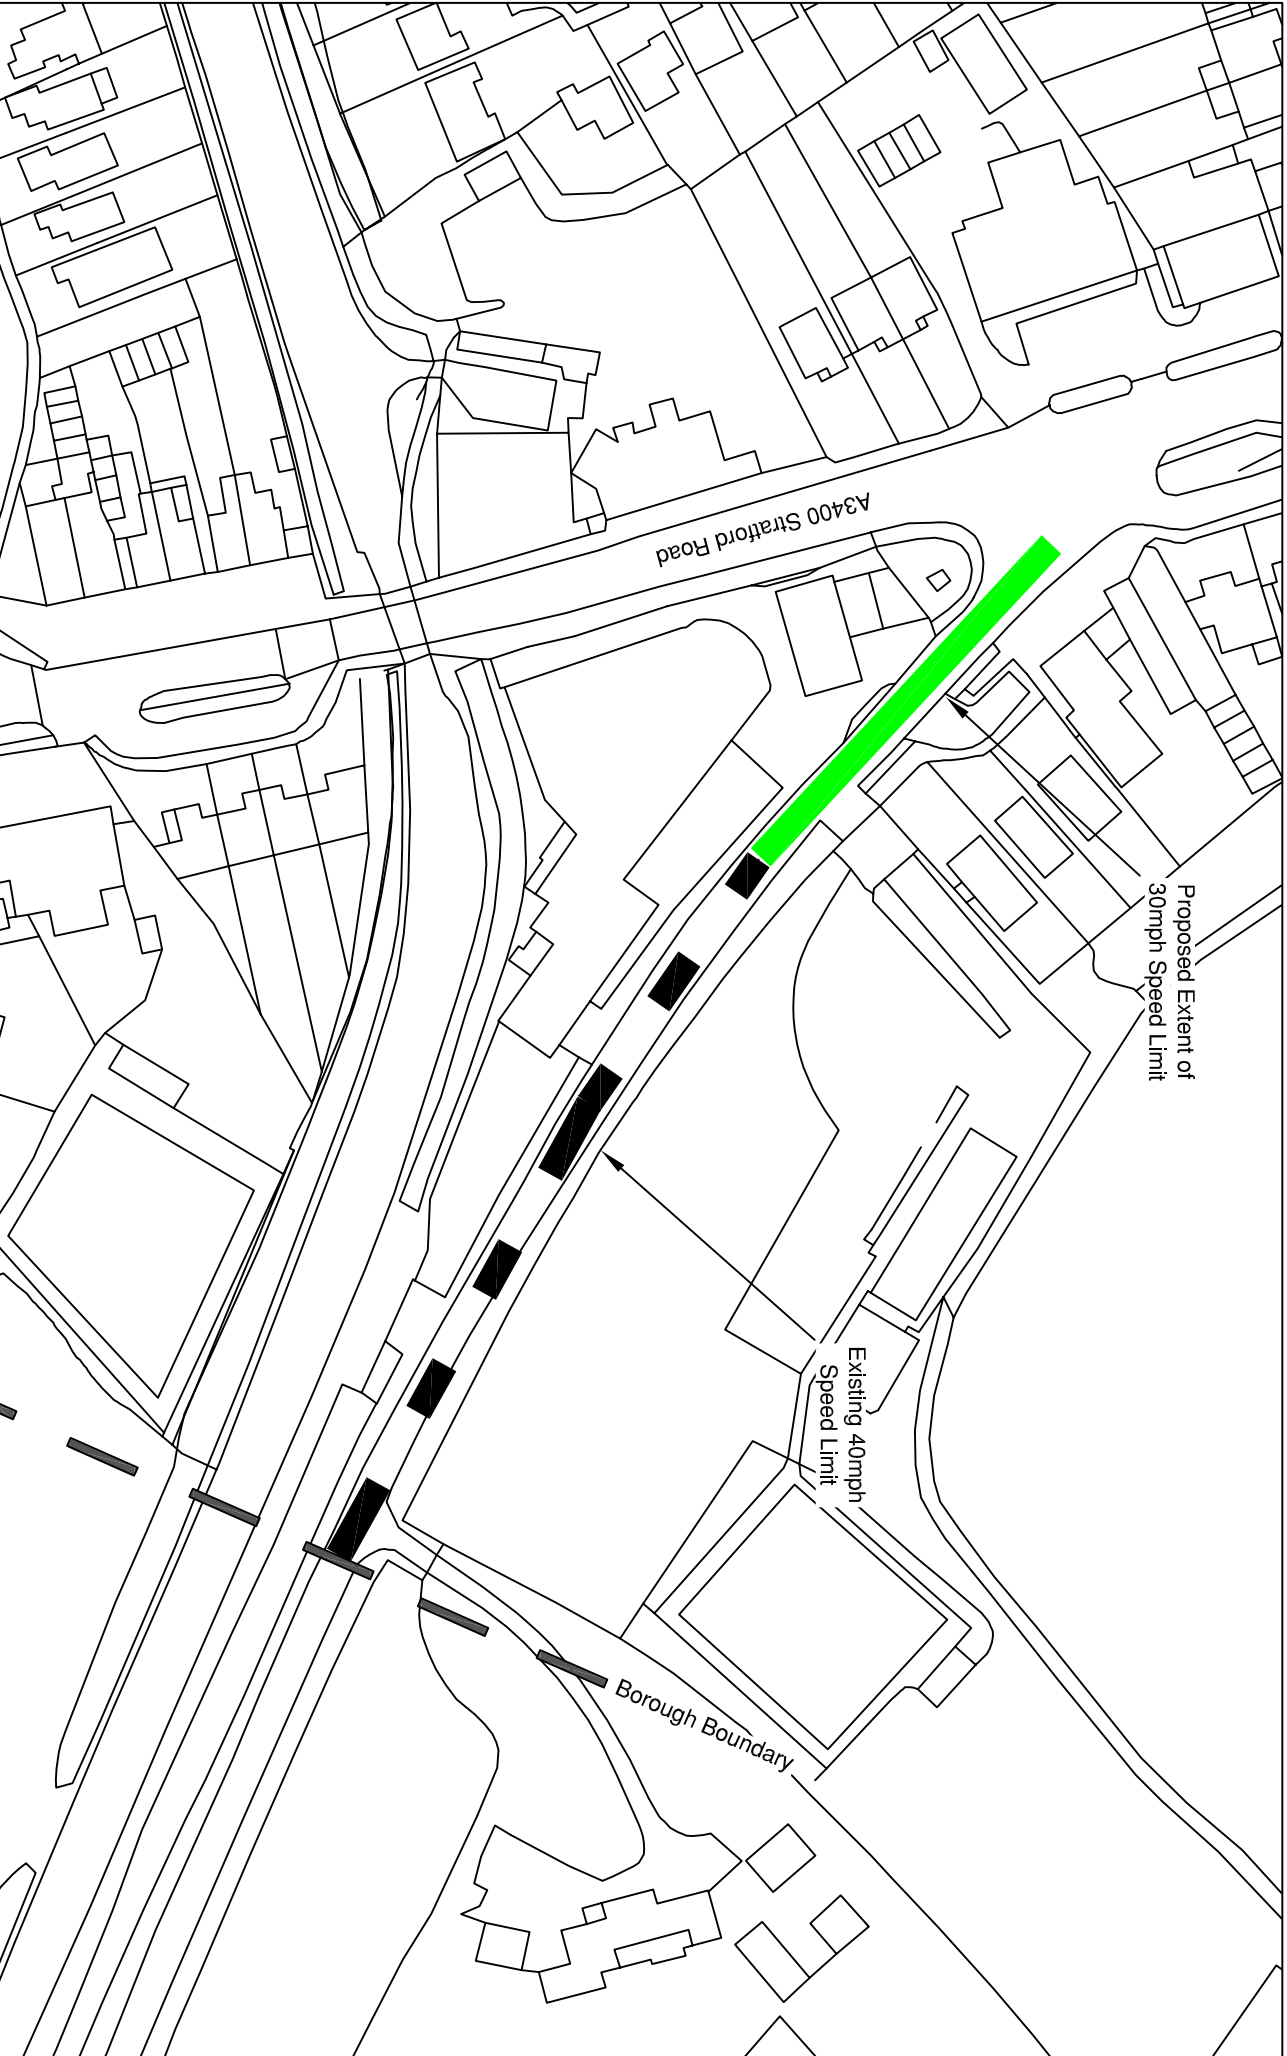 A3400 Stratford Road
Proposed Extent of
30mph Speed Limit
Existing 40mph
Speed Limit
Borough Boundary